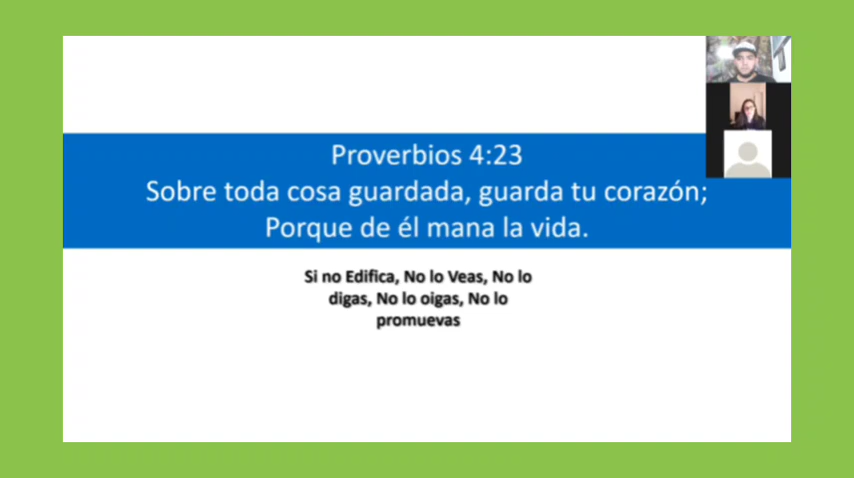 Proverbios 4:23
Sobre toda cosa guardada, guarda tu corazón;
Porque de él mana la vida.
Si no Edifica, No lo Veas, No lo
digas, No lo oigas, No lo
promuevas